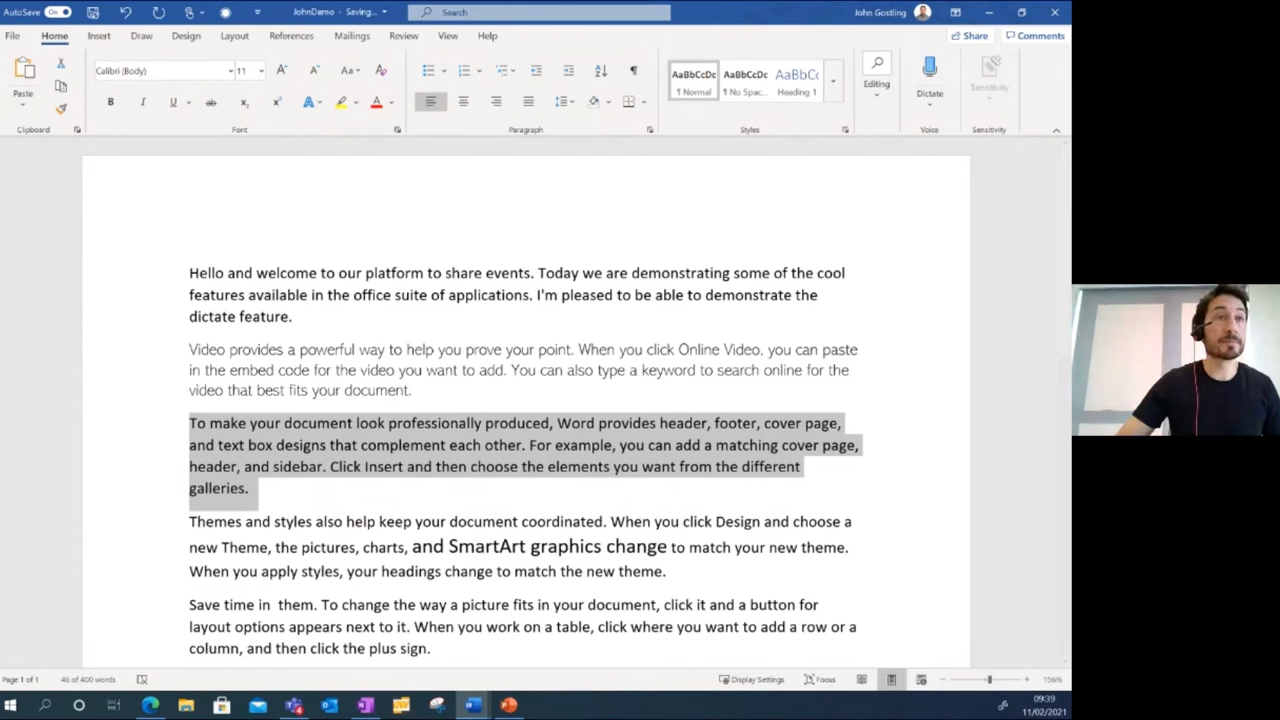 AutoSave On JohnDemo - Saving... Search John Gostling
File Home Insert Draw Design Layout References Mailings Review View Help Share Comments
Calibri (Body) 11 A A Aa A AaBbCcDc AaBbCcDc AaBbCc
Paste B I U ab x x A A ¶ Normal ¶ No Spac... Heading 1 Editing Dictate Sensitivity
Clipboard Font Paragraph Styles Voice Sensitivity
Hello and welcome to our platform to share events. Today we are demonstrating some of the cool
features available in the office suite of applications. I'm pleased to be able to demonstrate the
dictate feature.
Video provides a powerful way to help you prove your point. When you click Online Video, you can paste
in the embed code for the video you want to add. You can also type a keyword to search online for the
video that best fits your document.
To make your document look professionally produced, Word provides header, footer, cover page,
and text box designs that complement each other. For example, you can add a matching cover page,
header, and sidebar. Click Insert and then choose the elements you want from the different
galleries.
Themes and styles also help keep your document coordinated. When you click Design and choose a
new Theme, the pictures, charts, and SmartArt graphics change to match your new theme.
When you apply styles, your headings change to match the new theme.
Save time in  them. To change the way a picture fits in your document, click it and a button for
layout options appears next to it. When you work on a table, click where you want to add a row or a
column, and then click the plus sign.
Page 1 of 1 46 of 400 words Display Settings Focus 156%
09:39
11/02/2021